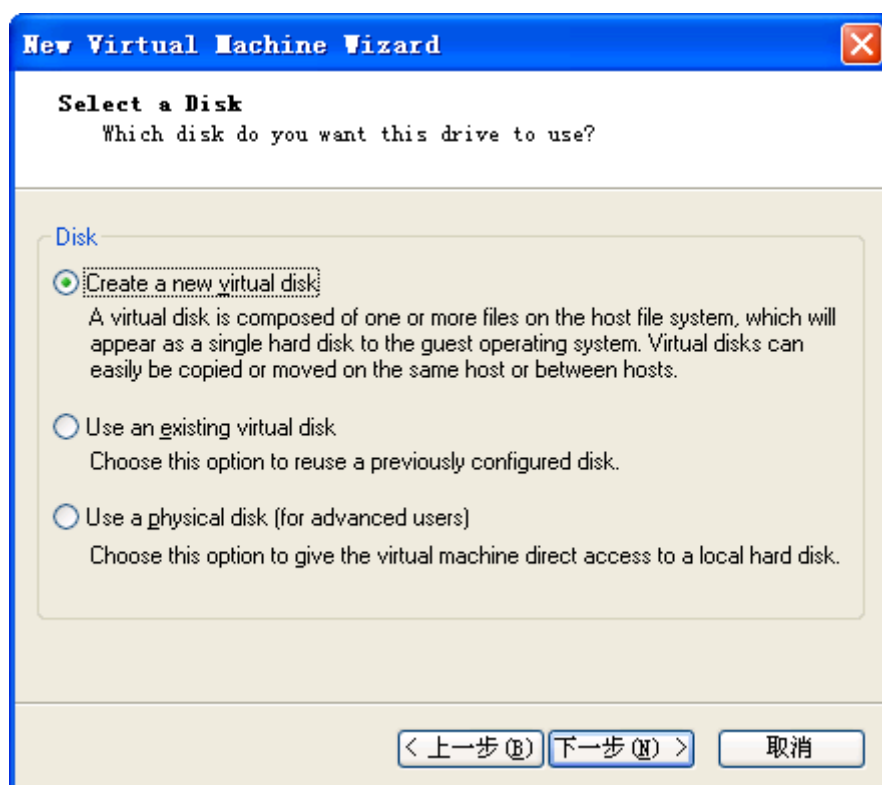 New Virtual Machine Wizard
Select a Disk
Which disk do you want this drive to use?
Disk
Create a new virtual disk
A virtual disk is composed of one or more files on the host file system, which will
appear as a single hard disk to the guest operating system. Virtual disks can
easily be copied or moved on the same host or between hosts.
Use an existing virtual disk
Choose this option to reuse a previously configured disk.
Use a physical disk (for advanced users)
Choose this option to give the virtual machine direct access to a local hard disk.
< 上一步(B) 下一步(N) > 取消